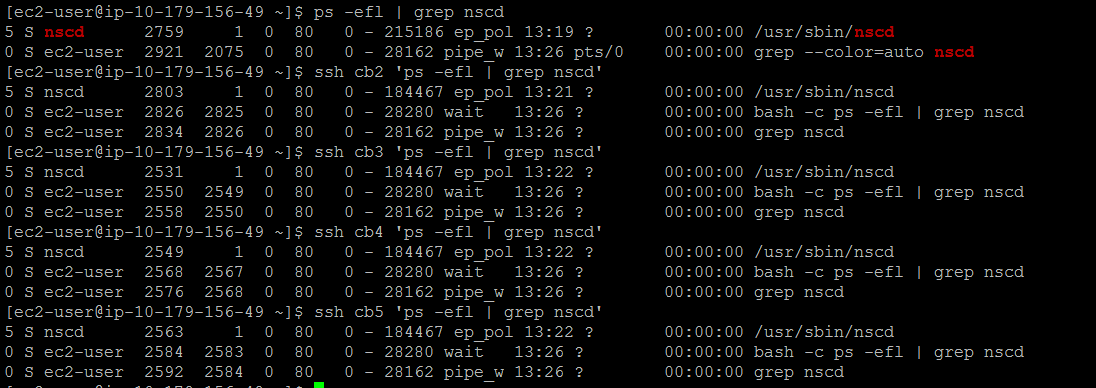 [ec2-user@ip-10-179-156-49 ~]$ ps -efl | grep nscd
5 S nscd      2759     1  0  80   0 - 215186 ep_pol 13:19 ?       00:00:00 /usr/sbin/nscd
0 S ec2-user  2921  2075  0  80   0 - 28162 pipe_w 13:26 pts/0    00:00:00 grep --color=auto nscd
[ec2-user@ip-10-179-156-49 ~]$ ssh cb2 'ps -efl | grep nscd'
5 S nscd      2803     1  0  80   0 - 184467 ep_pol 13:21 ?       00:00:00 /usr/sbin/nscd
0 S ec2-user  2826  2825  0  80   0 - 28280 wait   13:26 ?        00:00:00 bash -c ps -efl | grep nscd
0 S ec2-user  2834  2826  0  80   0 - 28162 pipe_w 13:26 ?        00:00:00 grep nscd
[ec2-user@ip-10-179-156-49 ~]$ ssh cb3 'ps -efl | grep nscd'
5 S nscd      2531     1  0  80   0 - 184467 ep_pol 13:22 ?       00:00:00 /usr/sbin/nscd
0 S ec2-user  2550  2549  0  80   0 - 28280 wait   13:26 ?        00:00:00 bash -c ps -efl | grep nscd
0 S ec2-user  2558  2550  0  80   0 - 28162 pipe_w 13:26 ?        00:00:00 grep nscd
[ec2-user@ip-10-179-156-49 ~]$ ssh cb4 'ps -efl | grep nscd'
5 S nscd      2549     1  0  80   0 - 184467 ep_pol 13:22 ?       00:00:00 /usr/sbin/nscd
0 S ec2-user  2568  2567  0  80   0 - 28280 wait   13:26 ?        00:00:00 bash -c ps -efl | grep nscd
0 S ec2-user  2576  2568  0  80   0 - 28162 pipe_w 13:26 ?        00:00:00 grep nscd
[ec2-user@ip-10-179-156-49 ~]$ ssh cb5 'ps -efl | grep nscd'
5 S nscd      2563     1  0  80   0 - 184467 ep_pol 13:22 ?       00:00:00 /usr/sbin/nscd
0 S ec2-user  2584  2583  0  80   0 - 28280 wait   13:26 ?        00:00:00 bash -c ps -efl | grep nscd
0 S ec2-user  2592  2584  0  80   0 - 28162 pipe_w 13:26 ?        00:00:00 grep nscd
[ec2-user@ip-10-179-156-49 ~]$